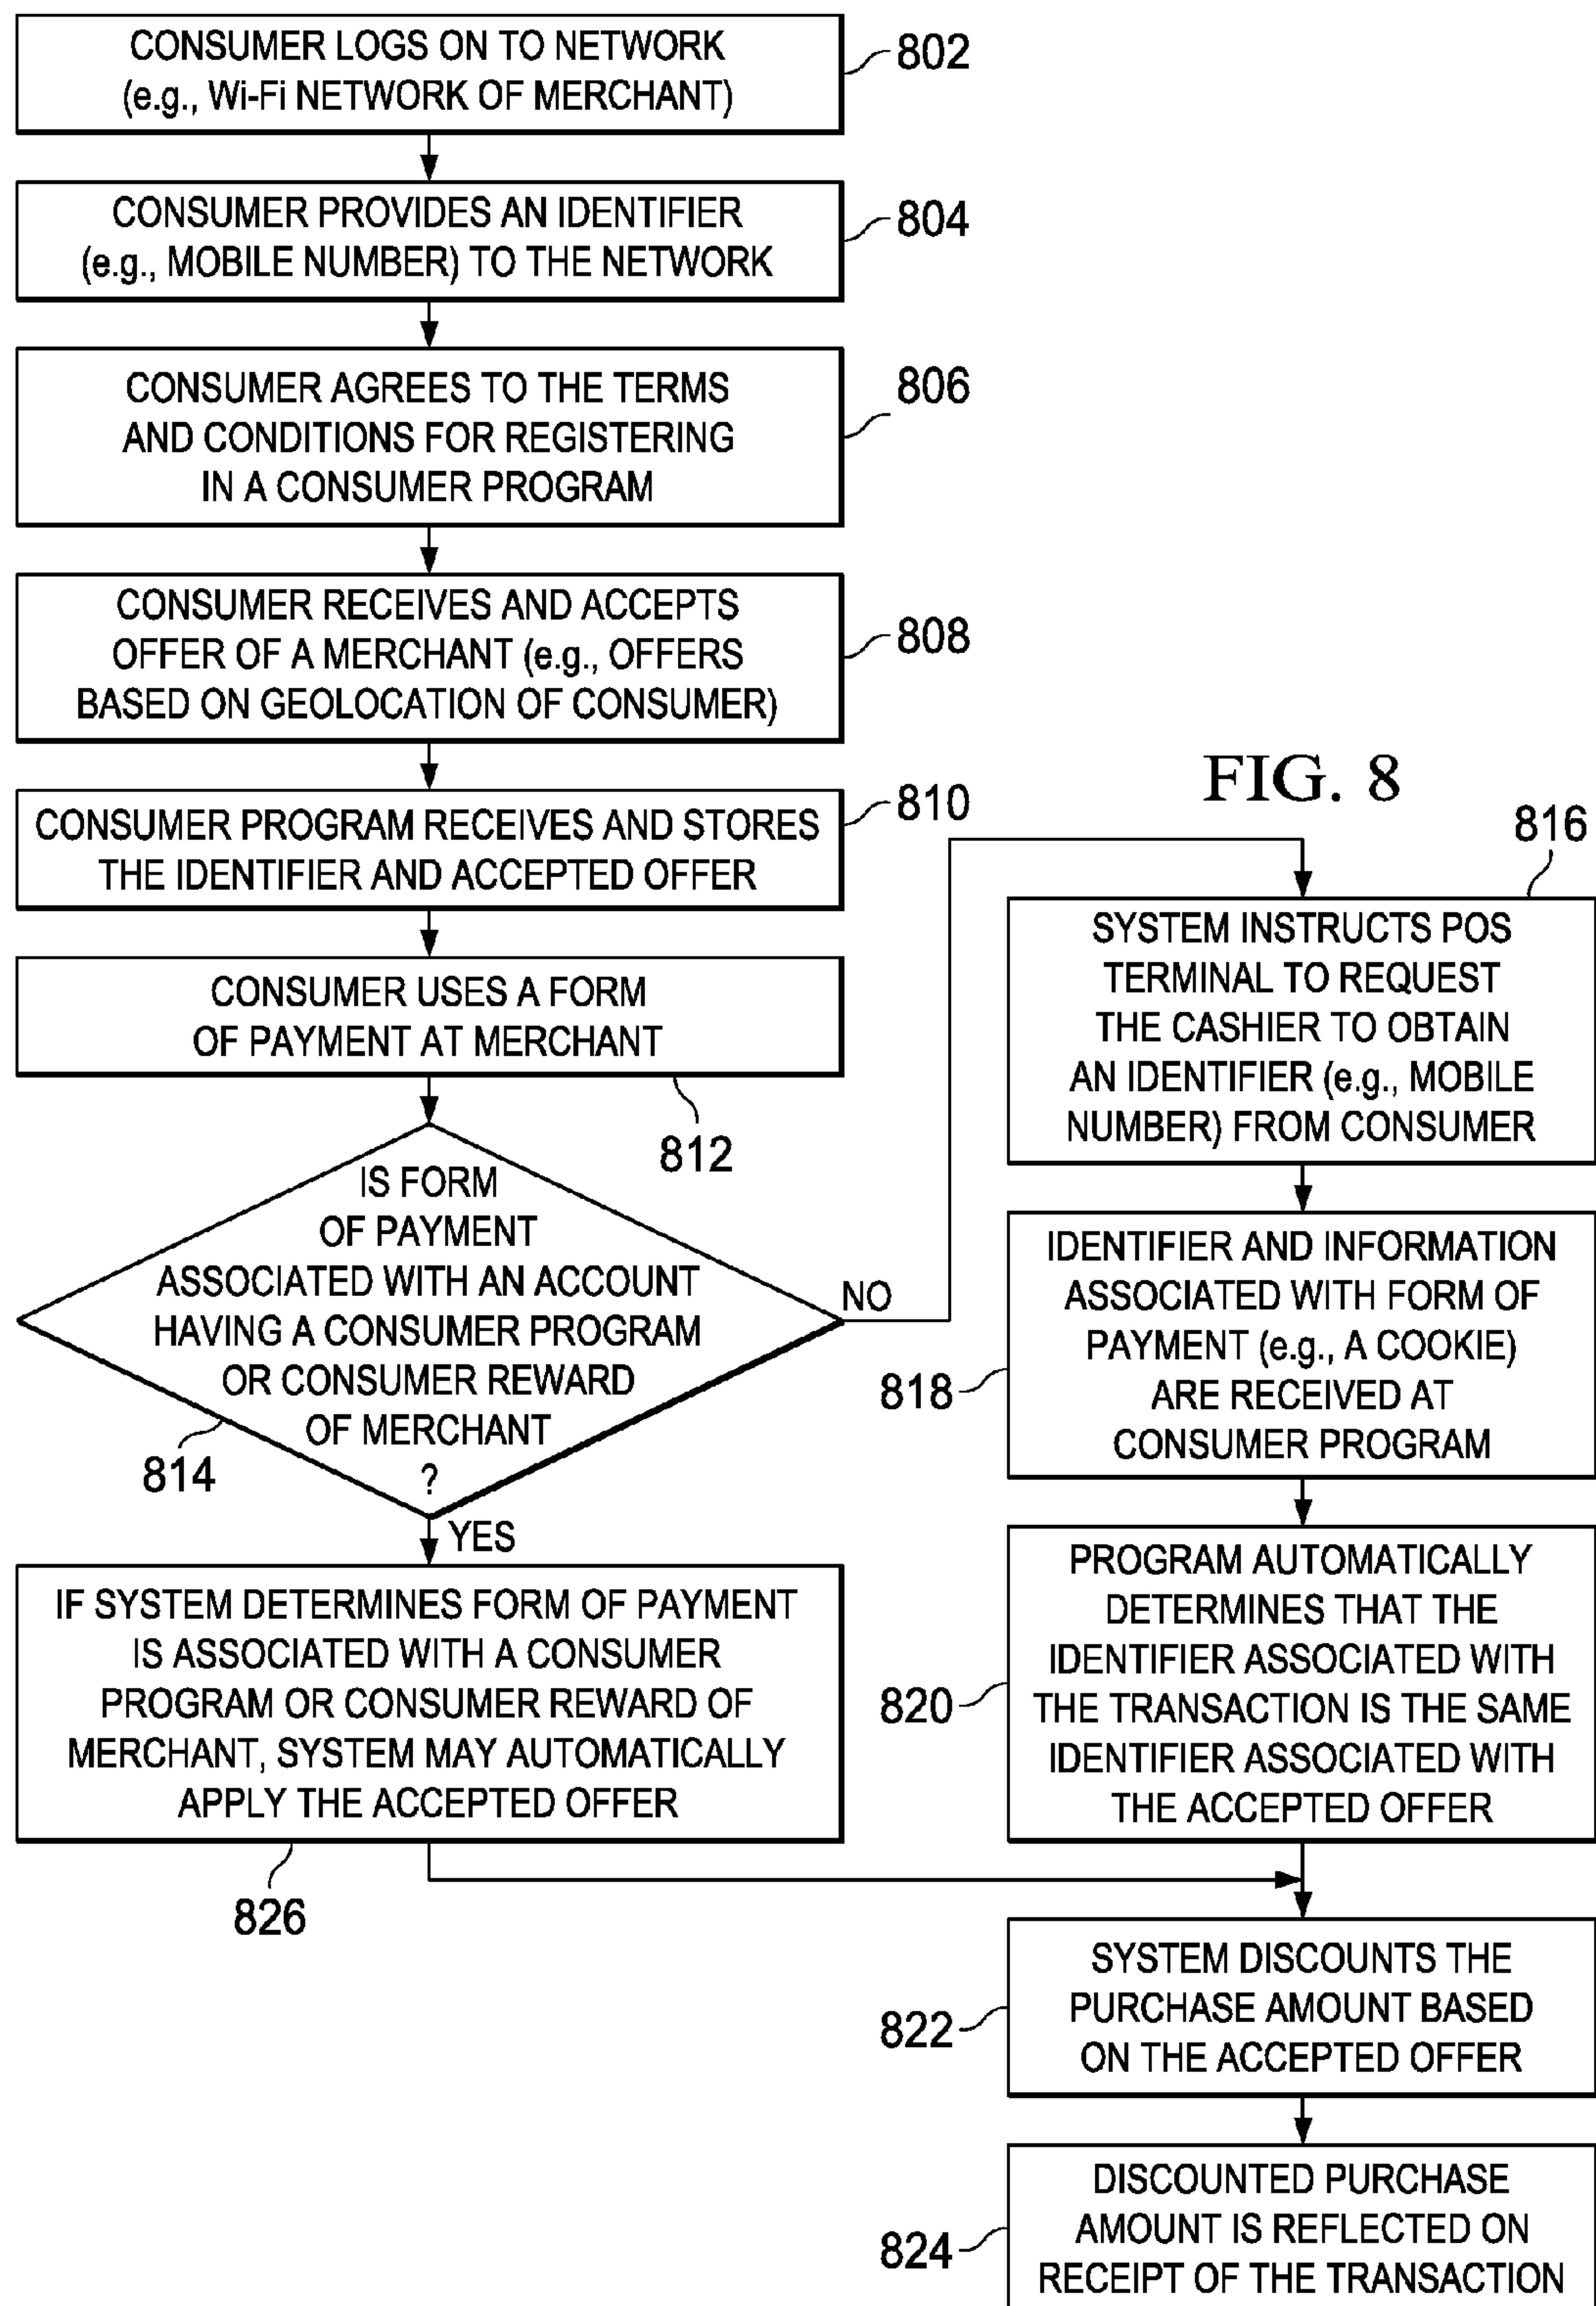 CONSUMER LOGS ON TO NETWORK
(e.g., Wi-Fi NETWORK OF MERCHANT)
802
CONSUMER PROVIDES AN IDENTIFIER
(e.g., MOBILE NUMBER) TO THE NETWORK
804
CONSUMER AGREES TO THE TERMS
AND CONDITIONS FOR REGISTERING
IN A CONSUMER PROGRAM
806
CONSUMER RECEIVES AND ACCEPTS
OFFER OF A MERCHANT (e.g., OFFERS
BASED ON GEOLOCATION OF CONSUMER)
808
CONSUMER PROGRAM RECEIVES AND STORES
THE IDENTIFIER AND ACCEPTED OFFER
810
CONSUMER USES A FORM
OF PAYMENT AT MERCHANT
812
IS FORM
OF PAYMENT
ASSOCIATED WITH AN ACCOUNT
HAVING A CONSUMER PROGRAM
OR CONSUMER REWARD
OF MERCHANT
?
814
NO
YES
IF SYSTEM DETERMINES FORM OF PAYMENT
IS ASSOCIATED WITH A CONSUMER
PROGRAM OR CONSUMER REWARD OF
MERCHANT, SYSTEM MAY AUTOMATICALLY
APPLY THE ACCEPTED OFFER
826
FIG. 8
816
SYSTEM INSTRUCTS POS
TERMINAL TO REQUEST
THE CASHIER TO OBTAIN
AN IDENTIFIER (e.g., MOBILE
NUMBER) FROM CONSUMER
IDENTIFIER AND INFORMATION
ASSOCIATED WITH FORM OF
PAYMENT (e.g., A COOKIE)
ARE RECEIVED AT
CONSUMER PROGRAM
818
PROGRAM AUTOMATICALLY
DETERMINES THAT THE
IDENTIFIER ASSOCIATED WITH
THE TRANSACTION IS THE SAME
IDENTIFIER ASSOCIATED WITH
THE ACCEPTED OFFER
820
SYSTEM DISCOUNTS THE
PURCHASE AMOUNT BASED
ON THE ACCEPTED OFFER
822
DISCOUNTED PURCHASE
AMOUNT IS REFLECTED ON
RECEIPT OF THE TRANSACTION
824